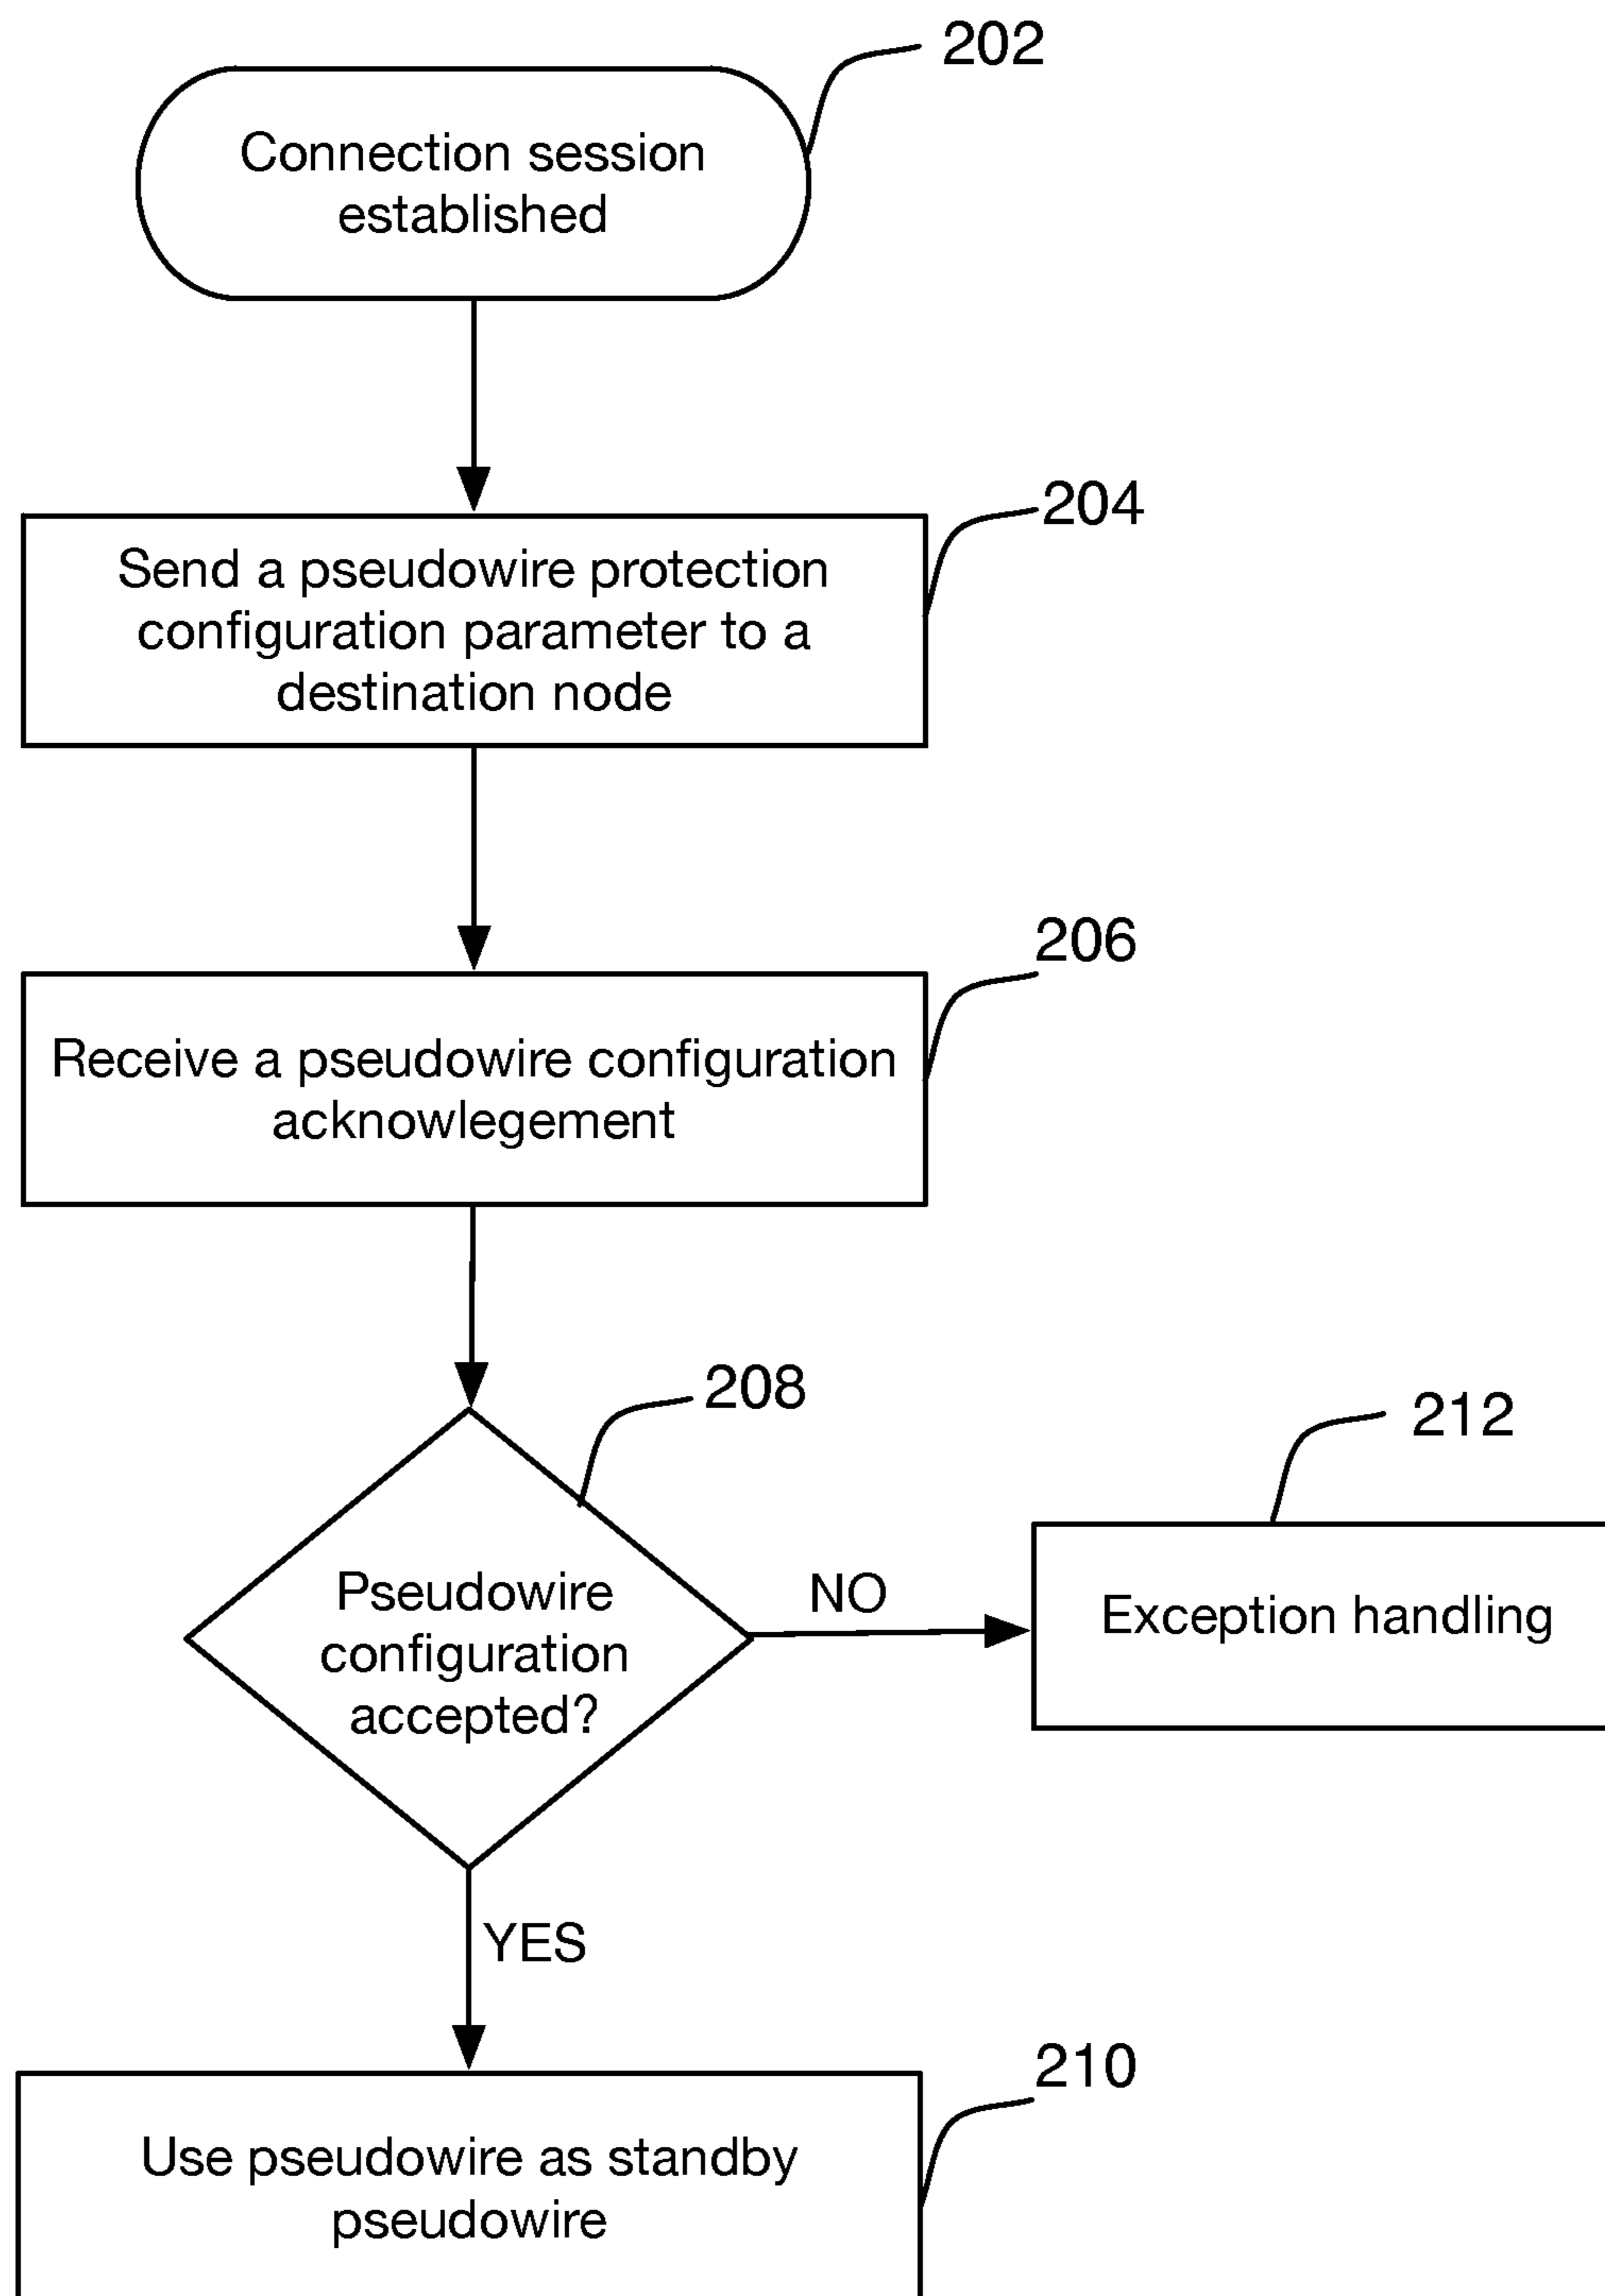 202
Connection session
established
204
Send a pseudowire protection
configuration parameter to a
destination node
206
Receive a pseudowire configuration
acknowlegement
208
Pseudowire
configuration
accepted?
NO
212
Exception handling
YES
210
Use pseudowire as standby
pseudowire